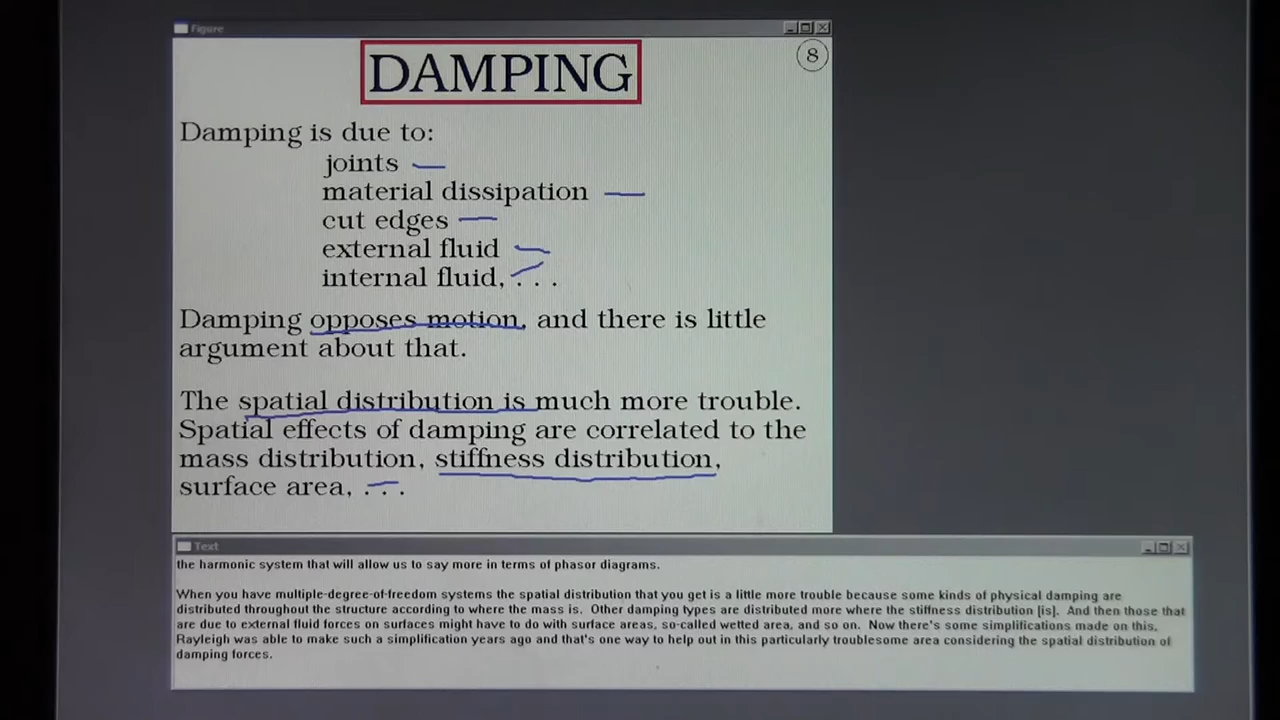 Figure
DAMPING
8
Damping is due to:
joints
material dissipation
cut edges
external fluid
internal fluid, . . .
Damping opposes motion, and there is little
argument about that.
The spatial distribution is much more trouble.
Spatial effects of damping are correlated to the
mass distribution, stiffness distribution,
surface area, . . .
Text
the harmonic system that will allow us to say more in terms of phasor diagrams.
When you have multiple-degree-of-freedom systems the spatial distribution that you get is a little more trouble because some kinds of physical damping are
distributed throughout the structure according to where the mass is. Other damping types are distributed more where the stiffness distribution [is]. And then those that
are due to external fluid forces on surfaces might have to do with surface areas, so-called wetted area, and so on. Now there's some simplifications made on this,
Rayleigh was able to make such a simplification years ago and that's one way to help out in this particularly troublesome area considering the spatial distribution of
damping forces.